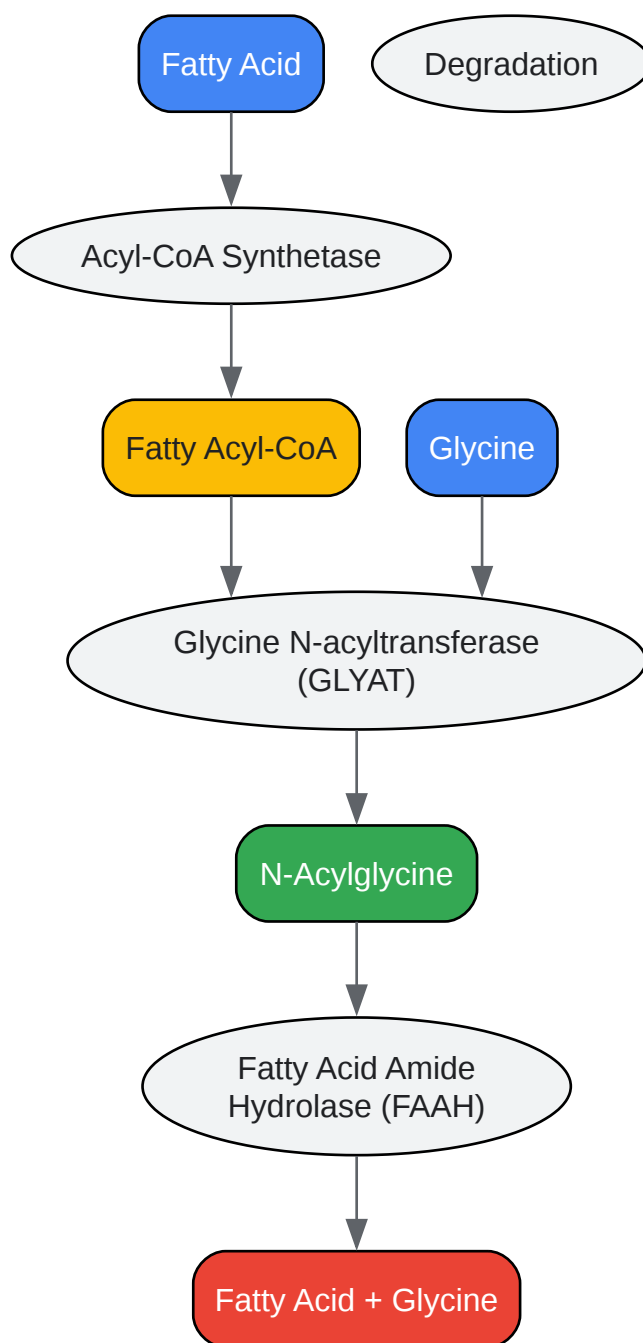 Fatty Acid
Degradation
Acyl-CoA Synthetase
Fatty Acyl-CoA
Glycine
Glycine N-acyltransferase
(GLYAT)
N-Acylglycine
Fatty Acid Amide
Hydrolase (FAAH)
Fatty Acid + Glycine